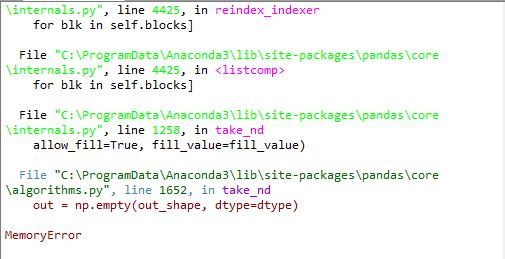 \internals.py", line 4425, in reindex_indexer
for blk in self.blocks]
File "C:\ProgramData\Anaconda3\lib\site-packages\pandas\core
\internals.py", line 4425, in <listcomp>
for blk in self.blocks]
File "C:\ProgramData\Anaconda3\lib\site-packages\pandas\core
\internals.py", line 1258, in take_nd
allow_fill=True, fill_value=fill_value)
File "C:\ProgramData\Anaconda3\lib\site-packages\pandas\core
\algorithms.py", line 1652, in take_nd
out = np.empty(out_shape, dtype=dtype)
MemoryError